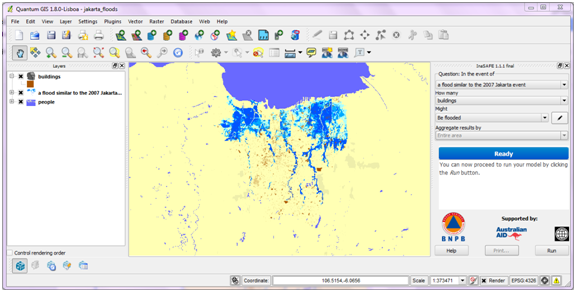 Quantum GIS 1.8.0-Lisboa - jakarta_floods
File Edit View Layer Settings Plugins Vector Raster Database Web Help
Layers
buildings
a flood similar to the 2007 Jakarta...
people
Control rendering order
InaSAFE 1.1.1 final
Question: In the event of
a flood similar to the 2007 Jakarta event
How many
buildings
Might
Be flooded
Aggregate results by
Entire area
Ready
You can now proceed to run your model by clicking
the Run button.
Supported by:
BNPB
Australian
AID
Help Print... Run
Coordinate: 106.5154,-6.0656 Scale 1:373471 Render EPSG:4326